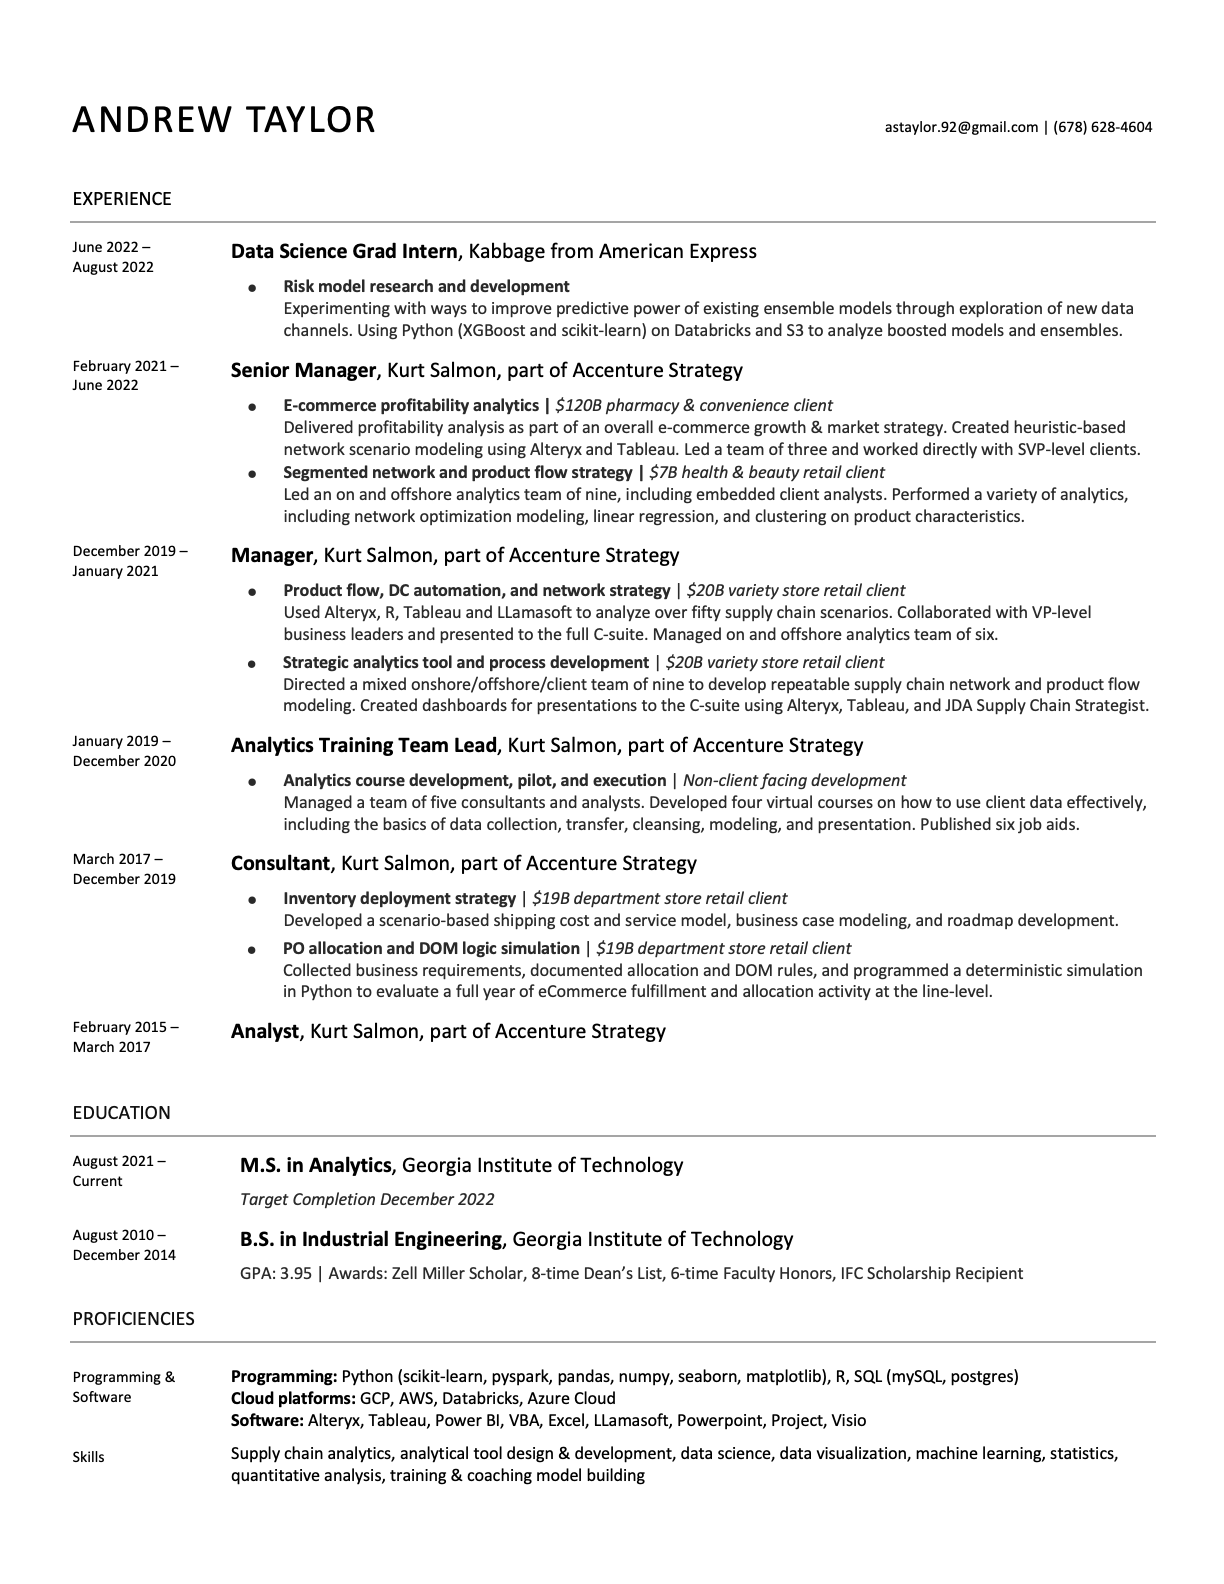 ANDREW TAYLOR
astaylor.92@gmail.com | (678) 628-4604
EXPERIENCE
June 2022 –
August 2022
Data Science Grad Intern, Kabbage from American Express
● Risk model research and development
Experimenting with ways to improve predictive power of existing ensemble models through exploration of new data
channels. Using Python (XGBoost and scikit-learn) on Databricks and S3 to analyze boosted models and ensembles.
February 2021 –
June 2022
Senior Manager, Kurt Salmon, part of Accenture Strategy
● E-commerce profitability analytics | $120B pharmacy & convenience client
Delivered profitability analysis as part of an overall e-commerce growth & market strategy. Created heuristic-based
network scenario modeling using Alteryx and Tableau. Led a team of three and worked directly with SVP-level clients.
● Segmented network and product flow strategy | $7B health & beauty retail client
Led an on and offshore analytics team of nine, including embedded client analysts. Performed a variety of analytics,
including network optimization modeling, linear regression, and clustering on product characteristics.
December 2019 –
January 2021
Manager, Kurt Salmon, part of Accenture Strategy
● Product flow, DC automation, and network strategy | $20B variety store retail client
Used Alteryx, R, Tableau and LLamasoft to analyze over fifty supply chain scenarios. Collaborated with VP-level
business leaders and presented to the full C-suite. Managed on and offshore analytics team of six.
● Strategic analytics tool and process development | $20B variety store retail client
Directed a mixed onshore/offshore/client team of nine to develop repeatable supply chain network and product flow
modeling. Created dashboards for presentations to the C-suite using Alteryx, Tableau, and JDA Supply Chain Strategist.
January 2019 –
December 2020
Analytics Training Team Lead, Kurt Salmon, part of Accenture Strategy
● Analytics course development, pilot, and execution | Non-client facing development
Managed a team of five consultants and analysts. Developed four virtual courses on how to use client data effectively,
including the basics of data collection, transfer, cleansing, modeling, and presentation. Published six job aids.
March 2017 –
December 2019
Consultant, Kurt Salmon, part of Accenture Strategy
● Inventory deployment strategy | $19B department store retail client
Developed a scenario-based shipping cost and service model, business case modeling, and roadmap development.
● PO allocation and DOM logic simulation | $19B department store retail client
Collected business requirements, documented allocation and DOM rules, and programmed a deterministic simulation
in Python to evaluate a full year of eCommerce fulfillment and allocation activity at the line-level.
February 2015 –
March 2017
Analyst, Kurt Salmon, part of Accenture Strategy
EDUCATION
August 2021 –
Current
M.S. in Analytics, Georgia Institute of Technology
Target Completion December 2022
August 2010 –
December 2014
B.S. in Industrial Engineering, Georgia Institute of Technology
GPA: 3.95 | Awards: Zell Miller Scholar, 8-time Dean’s List, 6-time Faculty Honors, IFC Scholarship Recipient
PROFICIENCIES
Programming &
Software
Programming: Python (scikit-learn, pyspark, pandas, numpy, seaborn, matplotlib), R, SQL (mySQL, postgres)
Cloud platforms: GCP, AWS, Databricks, Azure Cloud
Software: Alteryx, Tableau, Power BI, VBA, Excel, LLamasoft, Powerpoint, Project, Visio
Skills
Supply chain analytics, analytical tool design & development, data science, data visualization, machine learning, statistics,
quantitative analysis, training & coaching model building